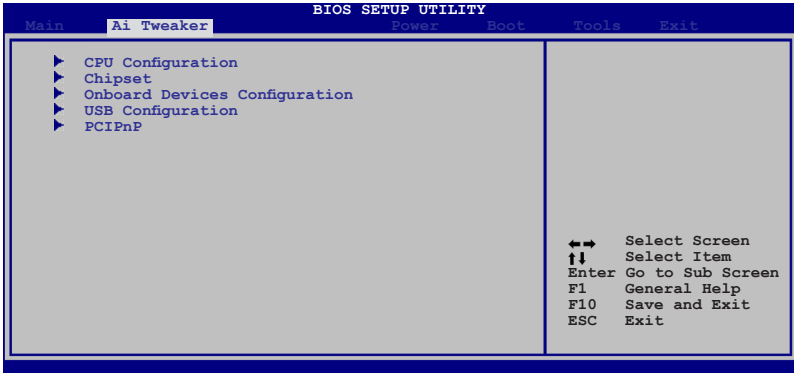 BIOS SETUP UTILITY
Main Ai Tweaker Power Boot Tools Exit
CPU Configuration
Chipset
Onboard Devices Configuration
USB Configuration
PCIPnP
←→ Select Screen
↑↓ Select Item
Enter Go to Sub Screen
F1 General Help
F10 Save and Exit
ESC Exit